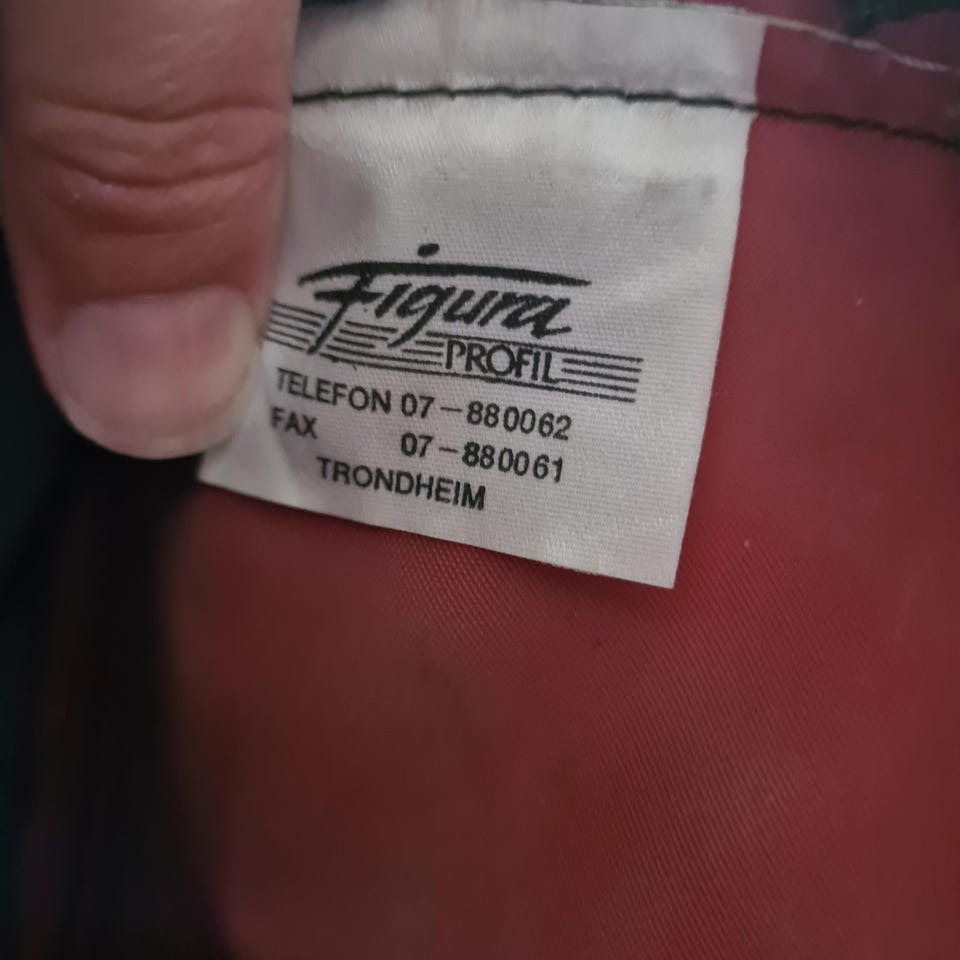 Figura
PROFIL
TELEFON 07-880062
FAX 07-880061
TRONDHEIM